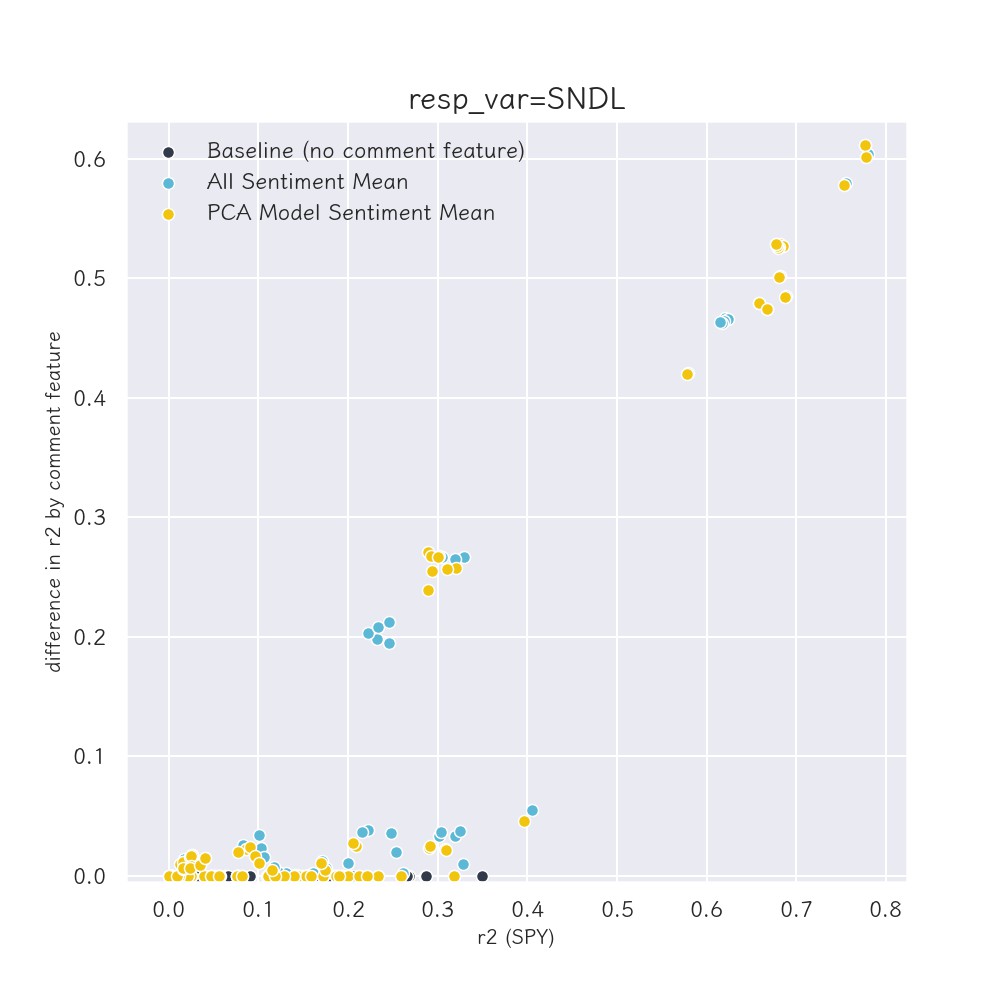 resp_var=SNDL
Baseline (no comment feature)
All Sentiment Mean
PCA Model Sentiment Mean
difference in r2 by comment feature
0.6
0.5
0.4
0.3
0.2
0.1
0.0
0.0 0.1 0.2 0.3 0.4 0.5 0.6 0.7 0.8
r2 (SPY)